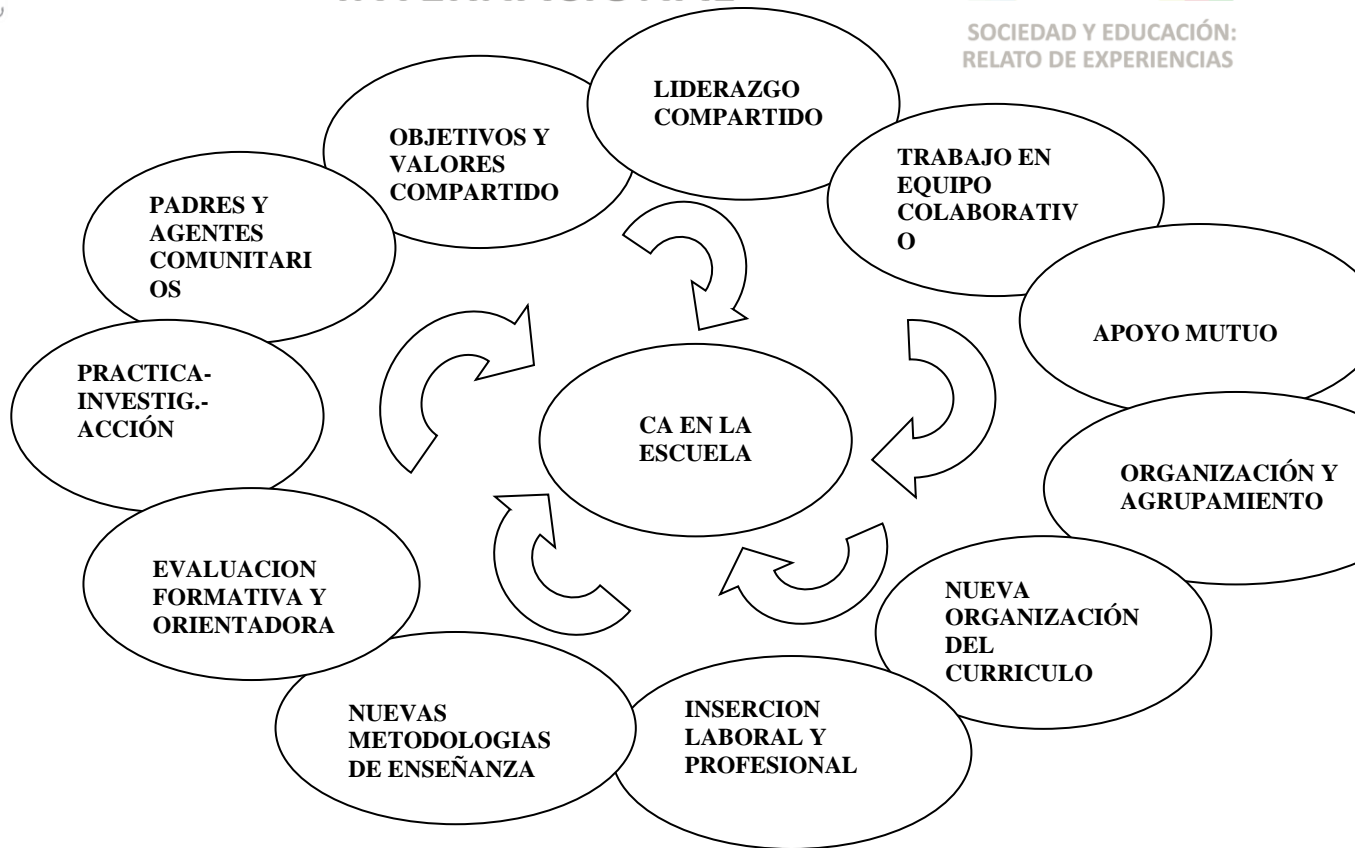 SOCIEDAD Y EDUCACIÓN:
RELATO DE EXPERIENCIAS
LIDERAZGO
COMPARTIDO
OBJETIVOS Y
VALORES
COMPARTIDO
TRABAJO EN
EQUIPO
COLABORATIV
O
PADRES Y
AGENTES
COMUNITARI
OS
APOYO MUTUO
PRACTICA-
INVESTIG.-
ACCIÓN
CA EN LA
ESCUELA
ORGANIZACIÓN Y
AGRUPAMIENTO
EVALUACION
FORMATIVA Y
ORIENTADORA
NUEVA
ORGANIZACIÓN
DEL
CURRICULO
NUEVAS
METODOLOGIAS
DE ENSEÑANZA
INSERCION
LABORAL Y
PROFESIONAL